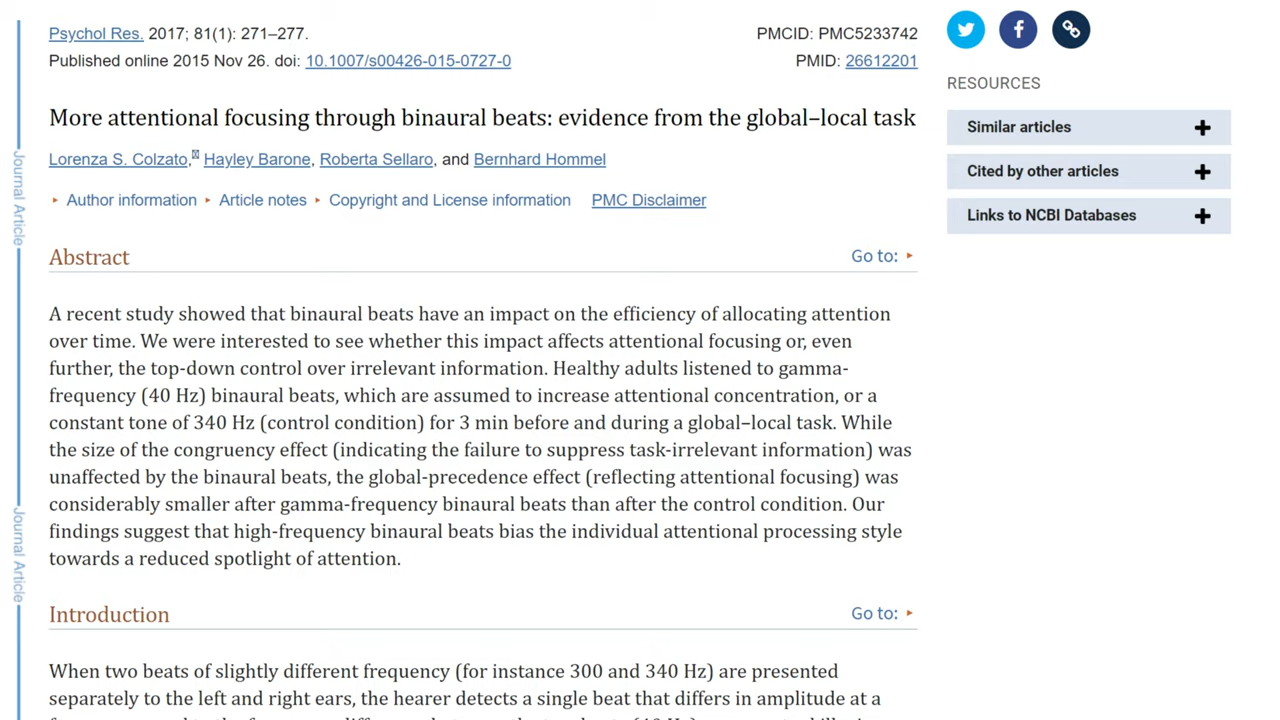 Psychol Res. 2017; 81(1): 271–277.
PMCID: PMC5233742
Published online 2015 Nov 26. doi: 10.1007/s00426-015-0727-0
PMID: 26612201
More attentional focusing through binaural beats: evidence from the global–local task
Lorenza S. Colzato, Hayley Barone, Roberta Sellaro, and Bernhard Hommel
Author information
Article notes
Copyright and License information
PMC Disclaimer
Abstract
Go to:
A recent study showed that binaural beats have an impact on the efficiency of allocating attention
over time. We were interested to see whether this impact affects attentional focusing or, even
further, the top-down control over irrelevant information. Healthy adults listened to gamma-
frequency (40 Hz) binaural beats, which are assumed to increase attentional concentration, or a
constant tone of 340 Hz (control condition) for 3 min before and during a global–local task. While
the size of the congruency effect (indicating the failure to suppress task-irrelevant information) was
unaffected by the binaural beats, the global-precedence effect (reflecting attentional focusing) was
considerably smaller after gamma-frequency binaural beats than after the control condition. Our
findings suggest that high-frequency binaural beats bias the individual attentional processing style
towards a reduced spotlight of attention.
Introduction
Go to:
When two beats of slightly different frequency (for instance 300 and 340 Hz) are presented
separately to the left and right ears, the hearer detects a single beat that differs in amplitude at a
Journal Article
Journal Article
RESOURCES
Similar articles
Cited by other articles
Links to NCBI Databases